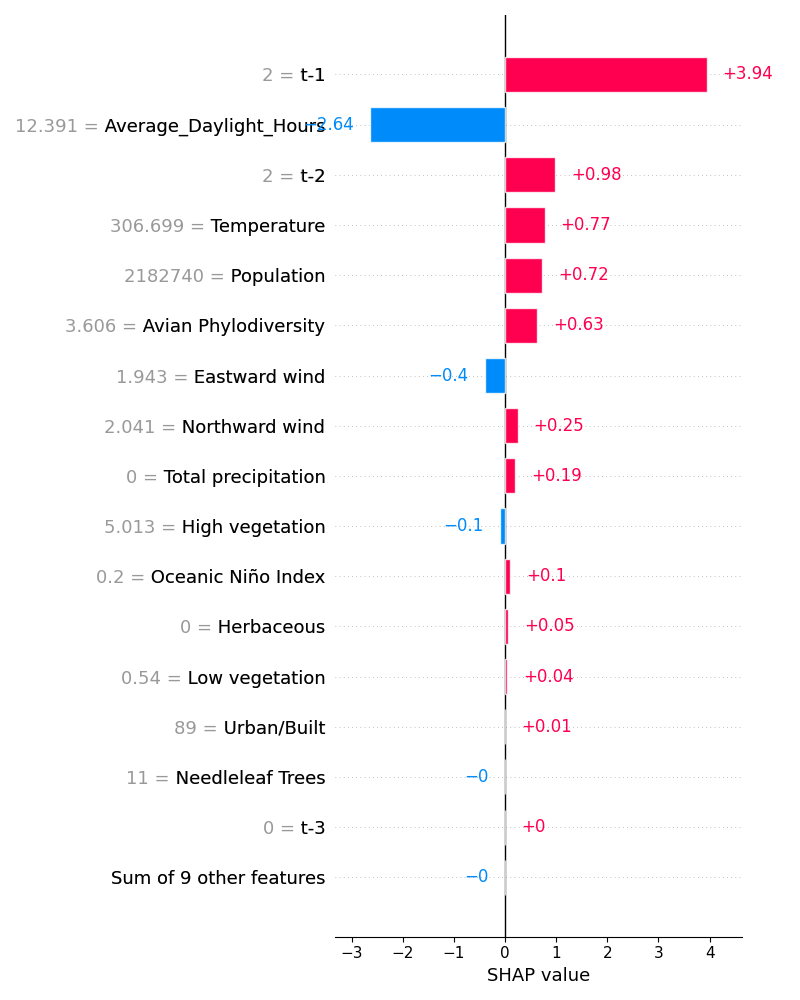 2 = t-1 +3.94
12.391 = Average_Daylight_Hours −2.64
2 = t-2 +0.98
306.699 = Temperature +0.77
2182740 = Population +0.72
3.606 = Avian Phylodiversity +0.63
1.943 = Eastward wind −0.4
2.041 = Northward wind +0.25
0 = Total precipitation +0.19
5.013 = High vegetation −0.1
0.2 = Oceanic Niño Index +0.1
0 = Herbaceous +0.05
0.54 = Low vegetation +0.04
89 = Urban/Built +0.01
11 = Needleleaf Trees −0
0 = t-3 +0
Sum of 9 other features −0
−3 −2 −1 0 1 2 3 4
SHAP value